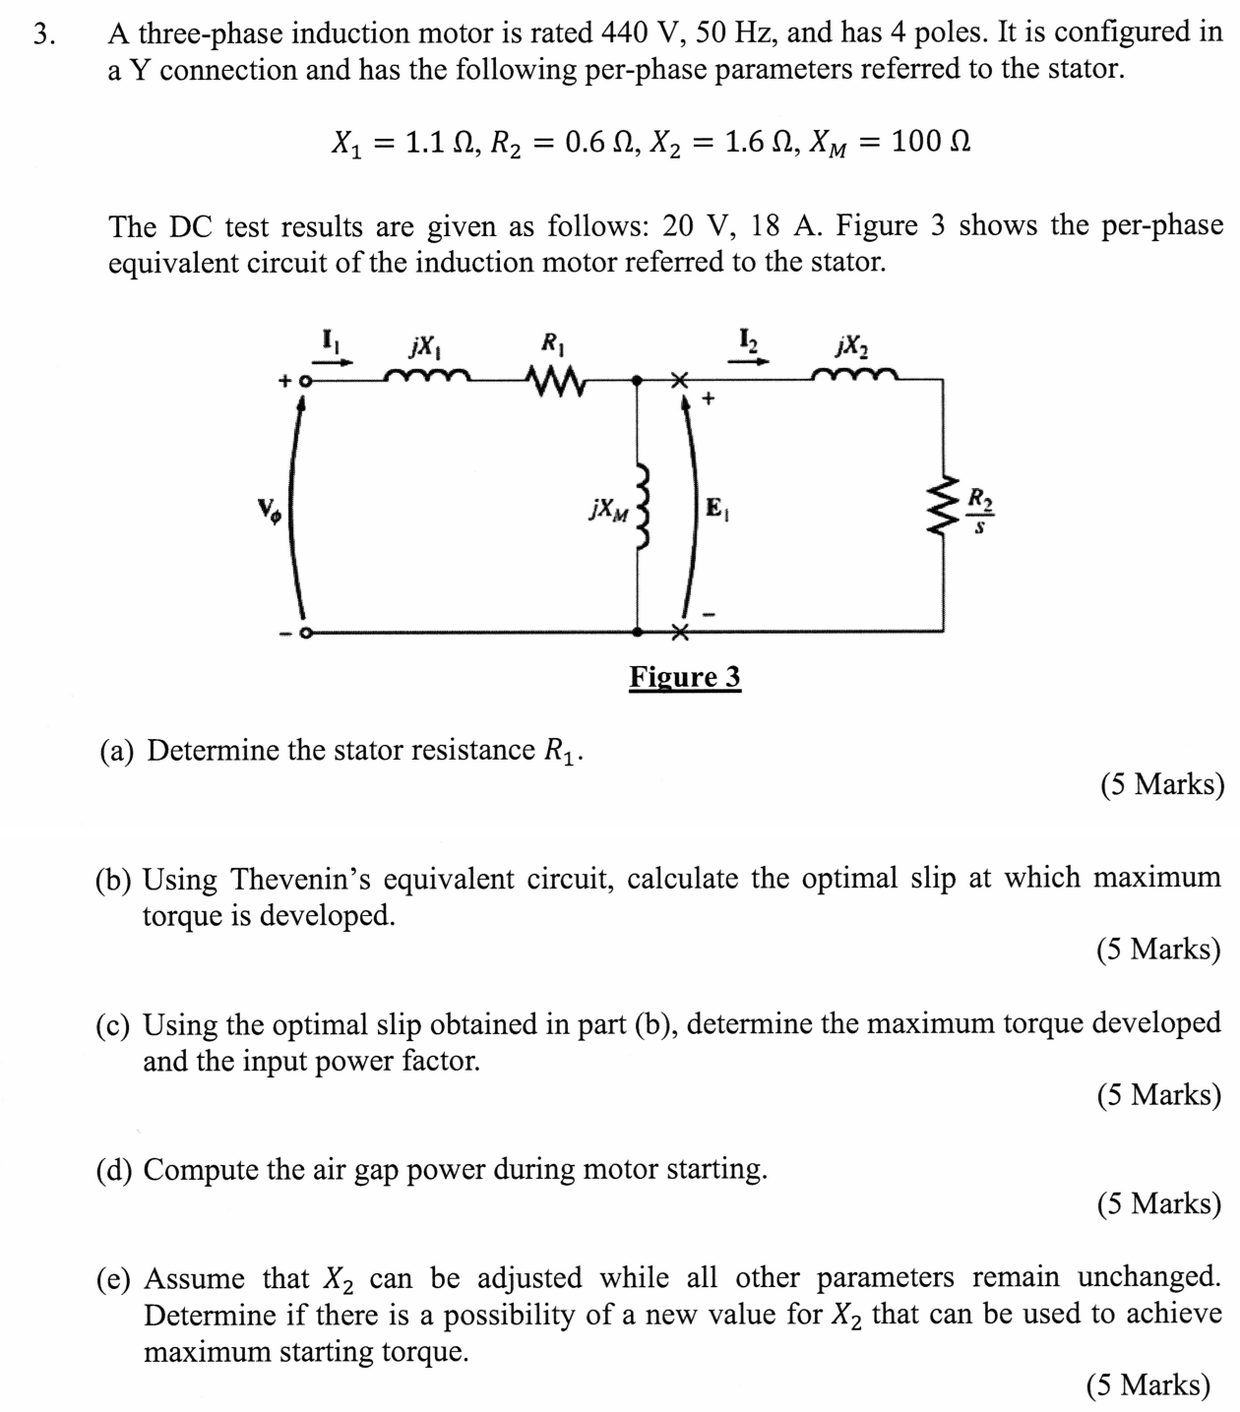 3. A three-phase induction motor is rated 440 V, 50 Hz, and has 4 poles. It is configured in
a Y connection and has the following per-phase parameters referred to the stator.
X₁ = 1.1 Ω, R₂ = 0.6 Ω, X₂ = 1.6 Ω, X_M = 100 Ω
The DC test results are given as follows: 20 V, 18 A. Figure 3 shows the per-phase
equivalent circuit of the induction motor referred to the stator.
I₁ jX₁ R₁ I₂ jX₂
+ +
V_ϕ jX_M E₁ R₂/s
- -
Figure 3
(a) Determine the stator resistance R₁.
(5 Marks)
(b) Using Thevenin's equivalent circuit, calculate the optimal slip at which maximum
torque is developed.
(5 Marks)
(c) Using the optimal slip obtained in part (b), determine the maximum torque developed
and the input power factor.
(5 Marks)
(d) Compute the air gap power during motor starting.
(5 Marks)
(e) Assume that X₂ can be adjusted while all other parameters remain unchanged.
Determine if there is a possibility of a new value for X₂ that can be used to achieve
maximum starting torque.
(5 Marks)